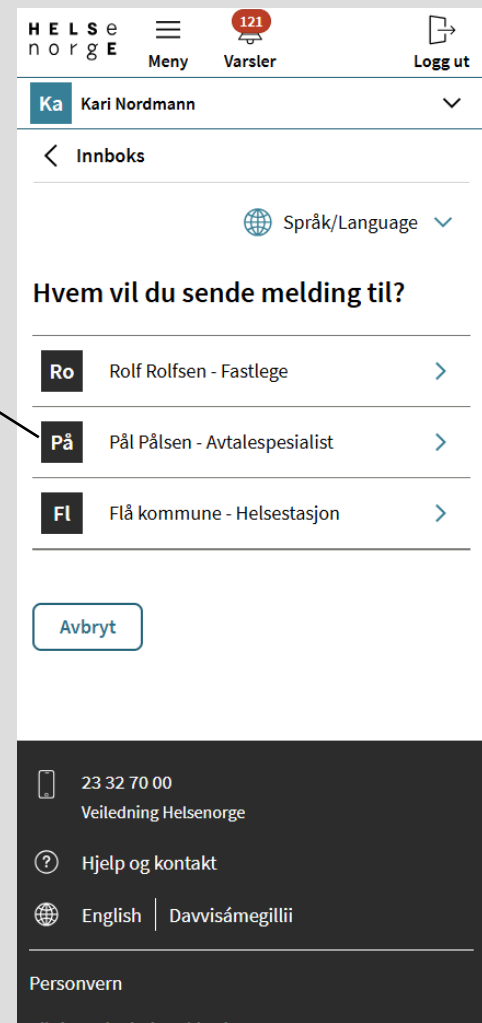 HELSe
norgE
Meny
121
Varsler
Logg ut
Ka Kari Nordmann
Innboks
Språk/Language
Hvem vil du sende melding til?
Ro Rolf Rolfsen - Fastlege
På Pål Pålsen - Avtalespesialist
Fl Flå kommune - Helsestasjon
Avbryt
23 32 70 00
Veiledning Helsenorge
Hjelp og kontakt
English Davvisámegillii
Personvern